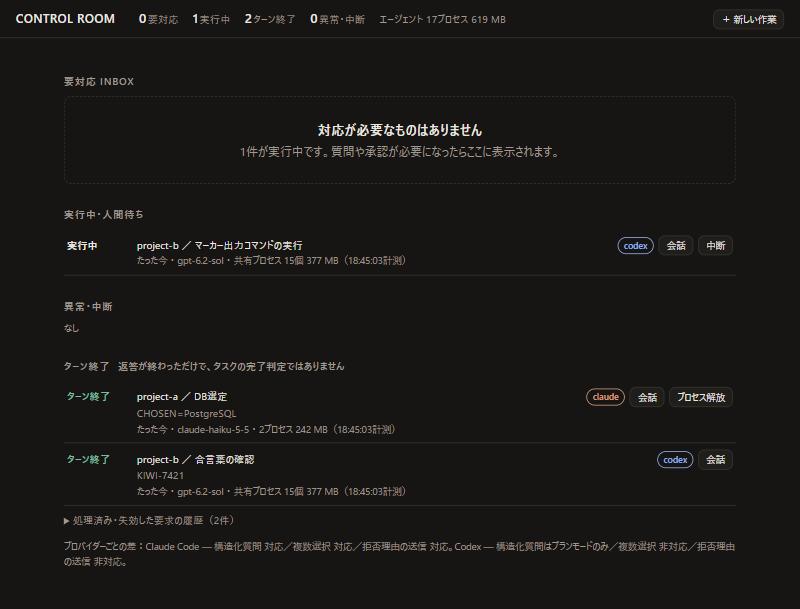 CONTROL ROOM 0要対応 1実行中 2ターン終了 0異常・中断 エージェント 17プロセス 619 MB ＋ 新しい作業
要対応 INBOX
対応が必要なものはありません
1件が実行中です。質問や承認が必要になったらここに表示されます。
実行中・人間待ち
実行中 project-b ／ マーカー出力コマンドの実行 codex 会話 中断
たった今・gpt-6.2-sol・共有プロセス 15個 377 MB（18:45:03計測）
異常・中断
なし
ターン終了 返答が終わっただけで、タスクの完了判定ではありません
ターン終了 project-a ／ DB選定 claude 会話 プロセス解放
CHOSEN=PostgreSQL
たった今・claude-haiku-5-5・2プロセス 242 MB（18:45:03計測）
ターン終了 project-b ／ 合言葉の確認 codex 会話
KIWI-7421
たった今・gpt-6.2-sol・共有プロセス 15個 377 MB（18:45:03計測）
▶ 処理済み・失効した要求の履歴（2件）
プロバイダーごとの差：Claude Code — 構造化質問 対応／複数選択 対応／拒否理由の送信 対応。Codex — 構造化質問はプランモードのみ／複数選択 非対応／拒否理由
の送信 非対応。